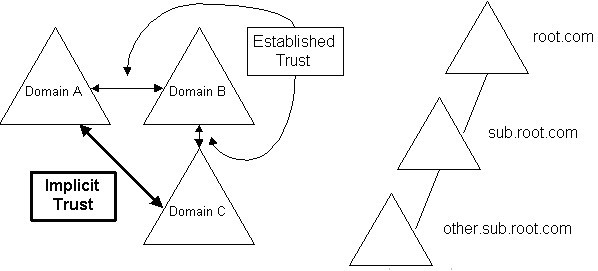 Established
Trust
Domain A
Domain B
Implicit
Trust
Domain C
root.com
sub.root.com
other.sub.root.com